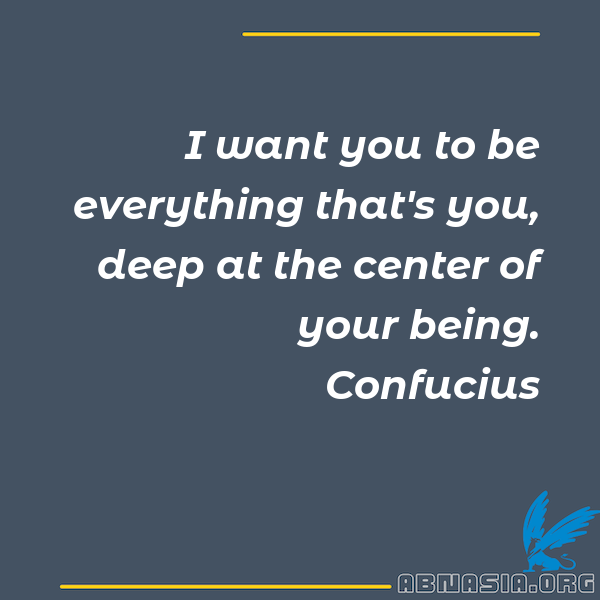 I want you to be
everything that's you,
deep at the center of
your being.
Confucius
ABNASIA.ORG